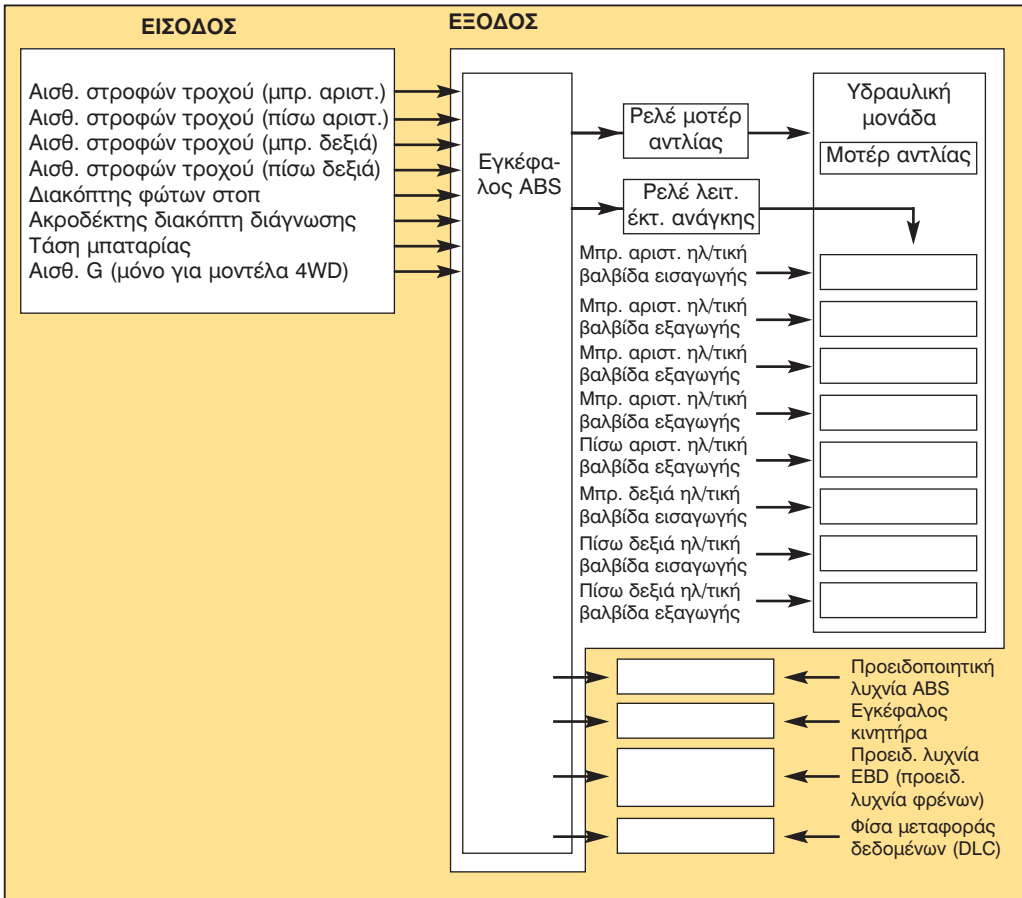 ΕΙΣΟΔΟΣ
ΕΞΟΔΟΣ
Αισθ. στροφών τροχού (μπρ. αριστ.)
Αισθ. στροφών τροχού (πίσω αριστ.)
Αισθ. στροφών τροχού (μπρ. δεξιά)
Αισθ. στροφών τροχού (πίσω δεξιά)
Διακόπτης φώτων στοπ
Ακροδέκτης διακόπτη διάγνωσης
Τάση μπαταρίας
Αισθ. G (μόνο για μοντέλα 4WD)
Εγκέφα-
λος ABS
Ρελέ μοτέρ
αντλίας
Ρελέ λειτ.
έκτ. ανάγκης
Υδραυλική
μονάδα
Μοτέρ αντλίας
Μπρ. αριστ. ηλ/τική
βαλβίδα εισαγωγής
Μπρ. αριστ. ηλ/τική
βαλβίδα εξαγωγής
Μπρ. αριστ. ηλ/τική
βαλβίδα εξαγωγής
Μπρ. αριστ. ηλ/τική
βαλβίδα εξαγωγής
Πίσω αριστ. ηλ/τική
βαλβίδα εξαγωγής
Μπρ. δεξιά ηλ/τική
βαλβίδα εισαγωγής
Πίσω δεξιά ηλ/τική
βαλβίδα εισαγωγής
Πίσω δεξιά ηλ/τική
βαλβίδα εξαγωγής
Προειδοποιητική
λυχνία ABS
Εγκέφαλος
κινητήρα
Προειδ. λυχνία
EBD (προειδ.
λυχνία φρένων)
Φίσα μεταφοράς
δεδομένων (DLC)